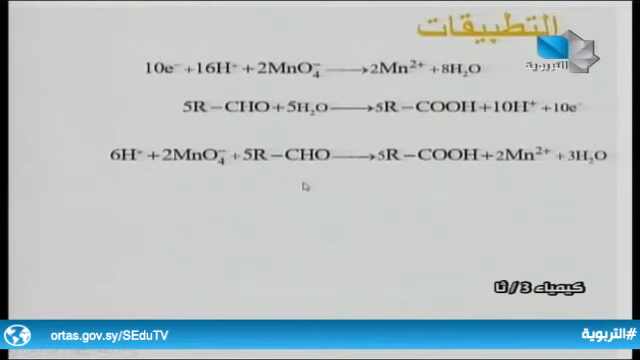 التطبيقات
التربوية
10e⁻ +16H⁺ +2MnO₄⁻ ⟶2Mn²⁺ +8H₂O
5R−CHO+5H₂O⟶5R−COOH+10H⁺ +10e⁻
6H⁺ +2MnO₄⁻ +5R−CHO⟶5R−COOH+2Mn²⁺ +3H₂O
كيمياء 3/ثا
ortas.gov.sy/SEduTV
#التربوية